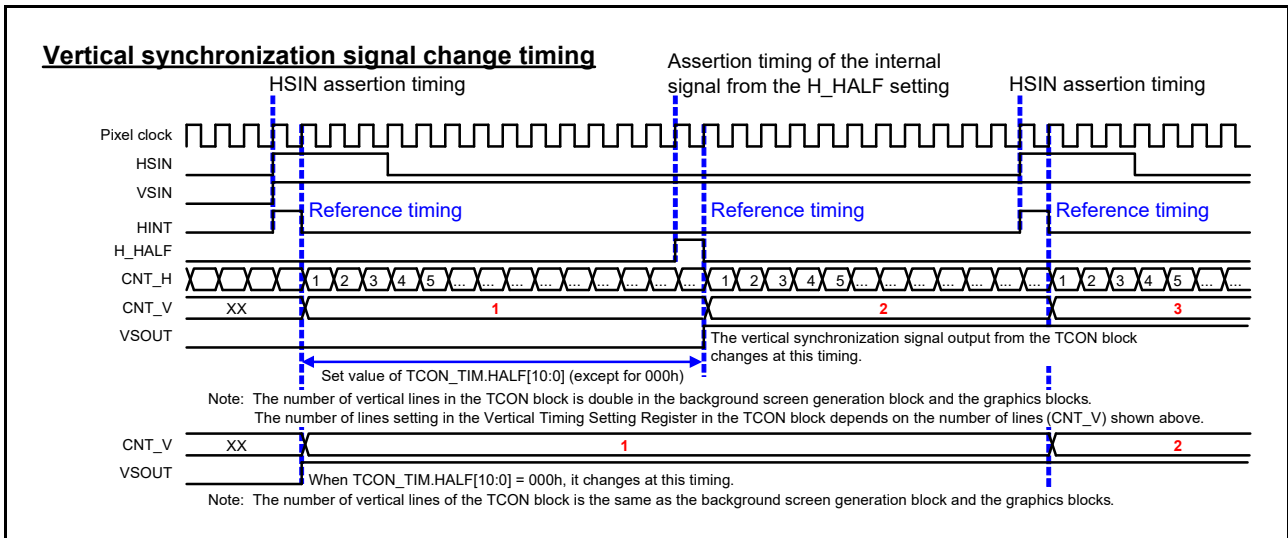 Vertical synchronization signal change timing
HSIN assertion timing
Assertion timing of the internal
signal from the H_HALF setting
HSIN assertion timing
Pixel clock
HSIN
VSIN
HINT
Reference timing
Reference timing
Reference timing
H_HALF
CNT_H
1 2 3 4 5 ... ... ... ... ... ... ... ... ... 1 2 3 4 5 ... ... ... ... ... ... ... 1 2 3 4 5 ... ...
CNT_V
XX 1 2 3
VSOUT
The vertical synchronization signal output from the TCON block
changes at this timing.
Set value of TCON_TIM.HALF[10:0] (except for 000h)
Note: The number of vertical lines in the TCON block is double in the background screen generation block and the graphics blocks.
The number of lines setting in the Vertical Timing Setting Register in the TCON block depends on the number of lines (CNT_V) shown above.
CNT_V
XX 1 2
VSOUT
When TCON_TIM.HALF[10:0] = 000h, it changes at this timing.
Note: The number of vertical lines of the TCON block is the same as the background screen generation block and the graphics blocks.